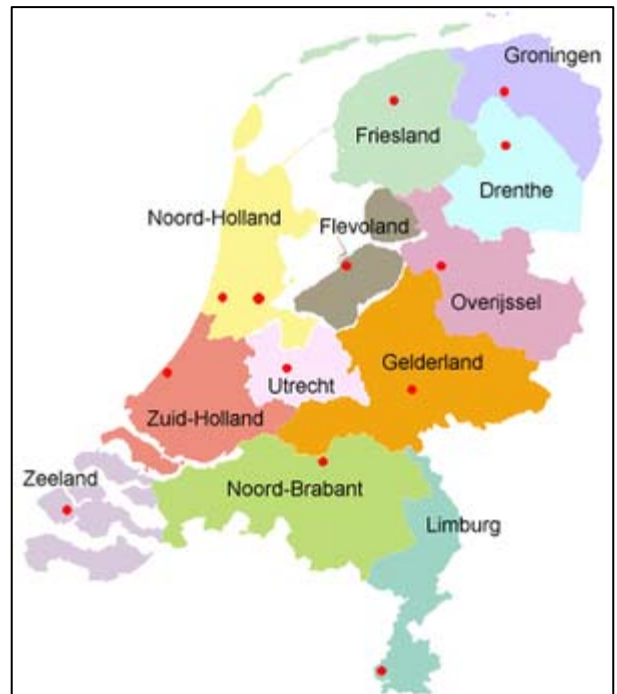 Groningen
Friesland
Drenthe
Noord-Holland
Flevoland
Overijssel
Gelderland
Utrecht
Zuid-Holland
Zeeland
Noord-Brabant
Limburg